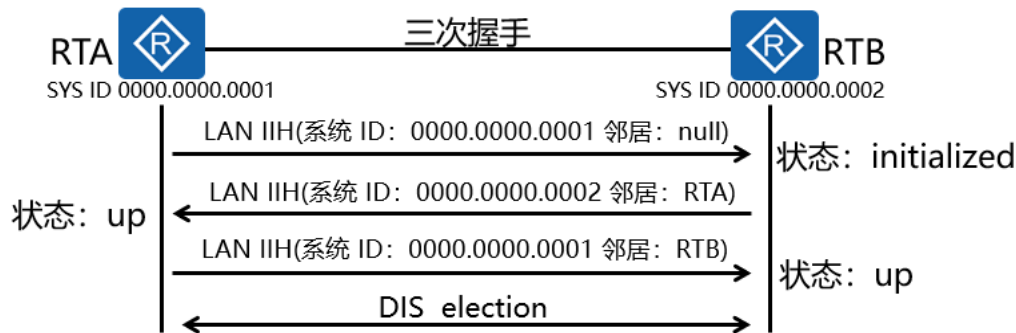 三次握手
RTA R R RTB
SYS ID 0000.0000.0001 SYS ID 0000.0000.0002
LAN IIH(系统 ID：0000.0000.0001 邻居：null)
状态：initialized
LAN IIH(系统 ID：0000.0000.0002 邻居：RTA)
状态：up
LAN IIH(系统 ID：0000.0000.0001 邻居：RTB)
状态：up
DIS election